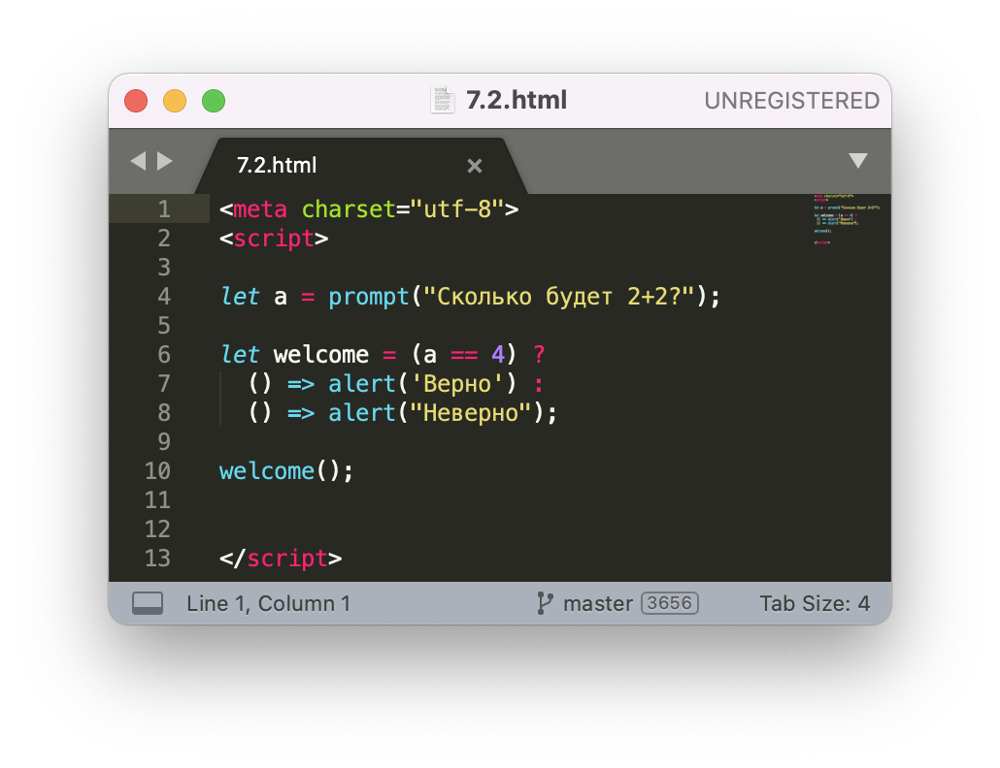 7.2.html
UNREGISTERED
7.2.html
1 <meta charset="utf-8">
2 <script>
3
4 let a = prompt("Сколько будет 2+2?");
5
6 let welcome = (a == 4) ?
7   () => alert('Верно') :
8   () => alert("Неверно");
9
10 welcome();
11
12
13 </script>
Line 1, Column 1
master 3656
Tab Size: 4